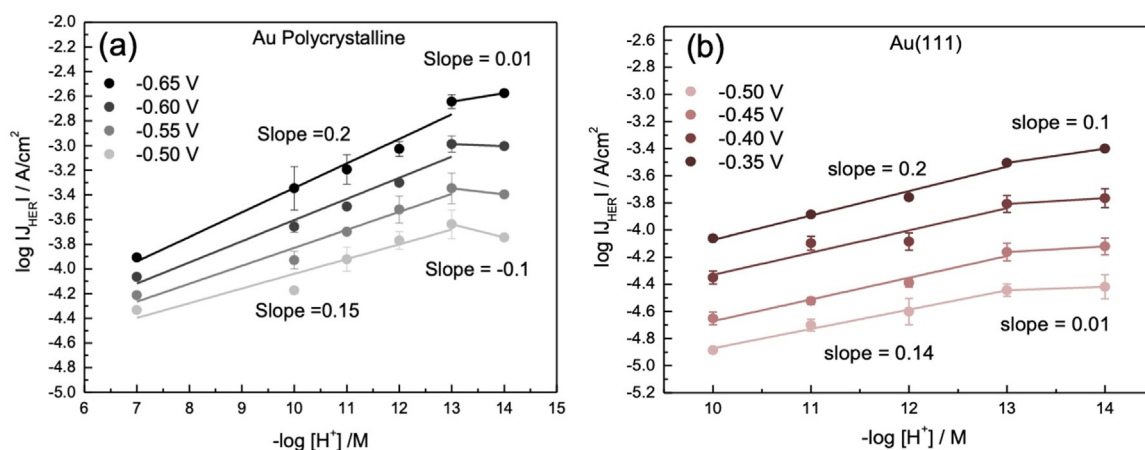 (a)
Au Polycrystalline
Slope = 0.01
-0.65 V
-0.60 V
-0.55 V
-0.50 V
Slope =0.2
Slope = -0.1
Slope =0.15
log |J_HER| / A/cm²
-2.0
-2.2
-2.4
-2.6
-2.8
-3.0
-3.2
-3.4
-3.6
-3.8
-4.0
-4.2
-4.4
-4.6
-4.8
-5.0
6 7 8 9 10 11 12 13 14 15
-log [H⁺] /M
(b)
Au(111)
-0.50 V
-0.45 V
-0.40 V
-0.35 V
slope = 0.1
slope = 0.2
slope = 0.01
slope = 0.14
log |J_HER| / A/cm²
-2.6
-2.8
-3.0
-3.2
-3.4
-3.6
-3.8
-4.0
-4.2
-4.4
-4.6
-4.8
-5.0
-5.2
10 11 12 13 14
-log [H⁺] / M